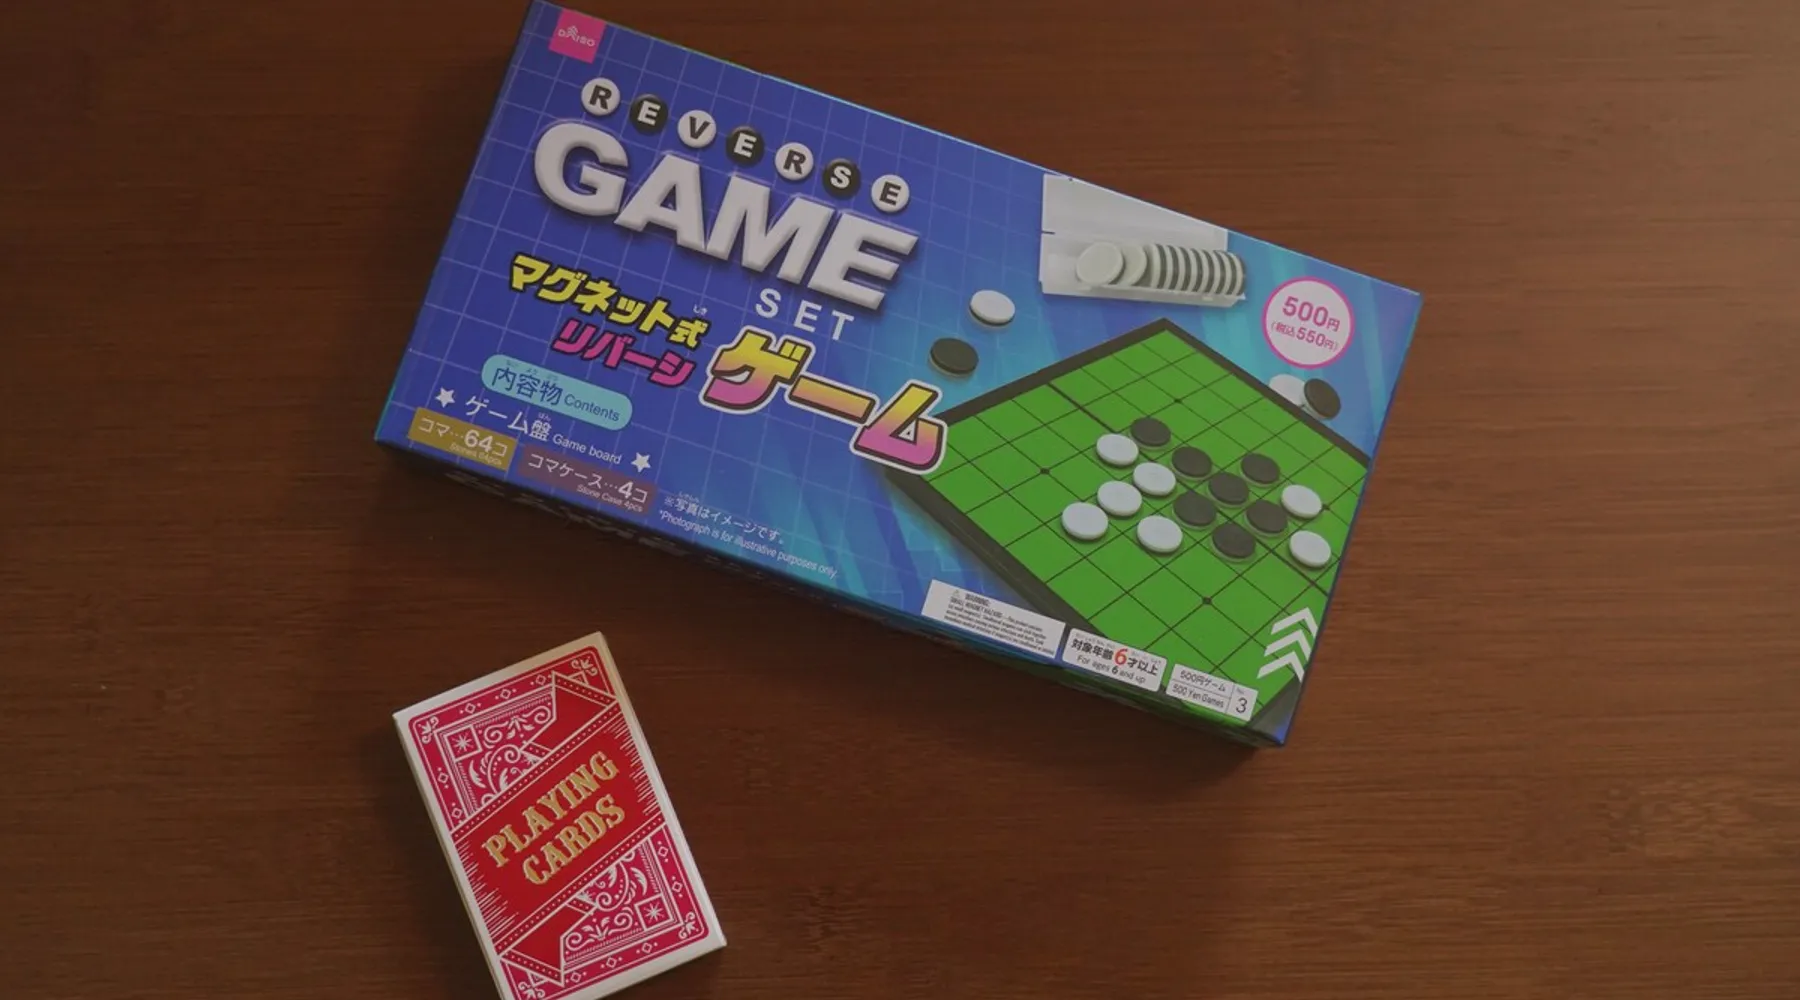 DAISO
REVERSE
GAME
SET
マグネット式
リバーシ
ゲーム
内容物 Contents
ゲーム盤 Game board
コマ…64コ
Stones 64pcs
コマケース…4コ
Stone Case 4pcs
※写真はイメージです。
*Photograph is for illustrative purposes only.
500円
(税込550円)
WARNING:
対象年齢6才以上
For ages 6 and up
500円ゲーム
500 Yen Games
No.
3
PLAYING
CARDS